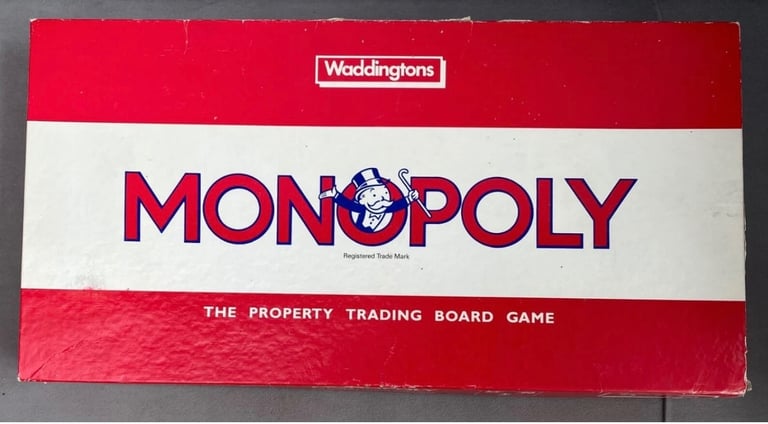 Waddingtons
MONOPOLY
Registered Trade Mark
THE PROPERTY TRADING BOARD GAME